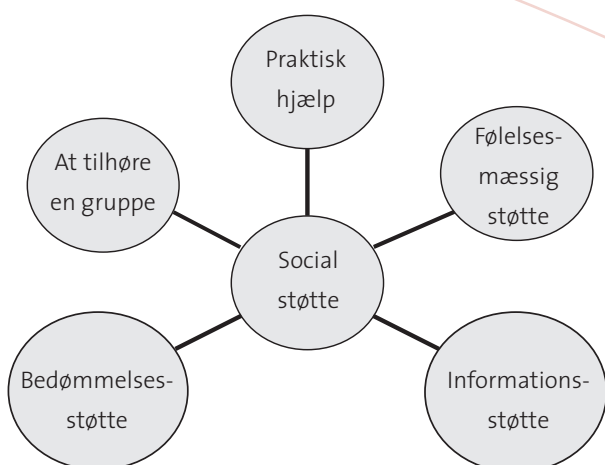 Praktisk
hjælp
At tilhøre
en gruppe
Følelses-
mæssig
støtte
Social
støtte
Bedømmelses-
støtte
Informations-
støtte